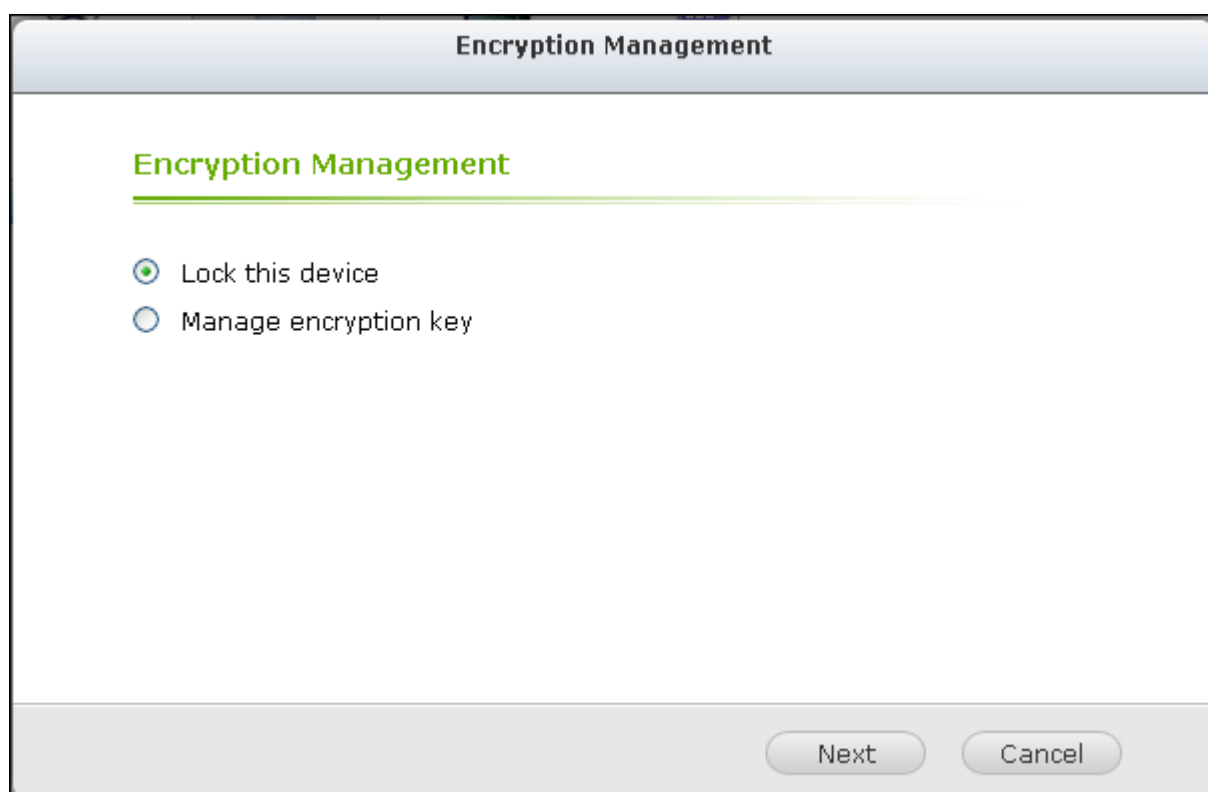 Encryption Management
Encryption Management
Lock this device
Manage encryption key
Next Cancel